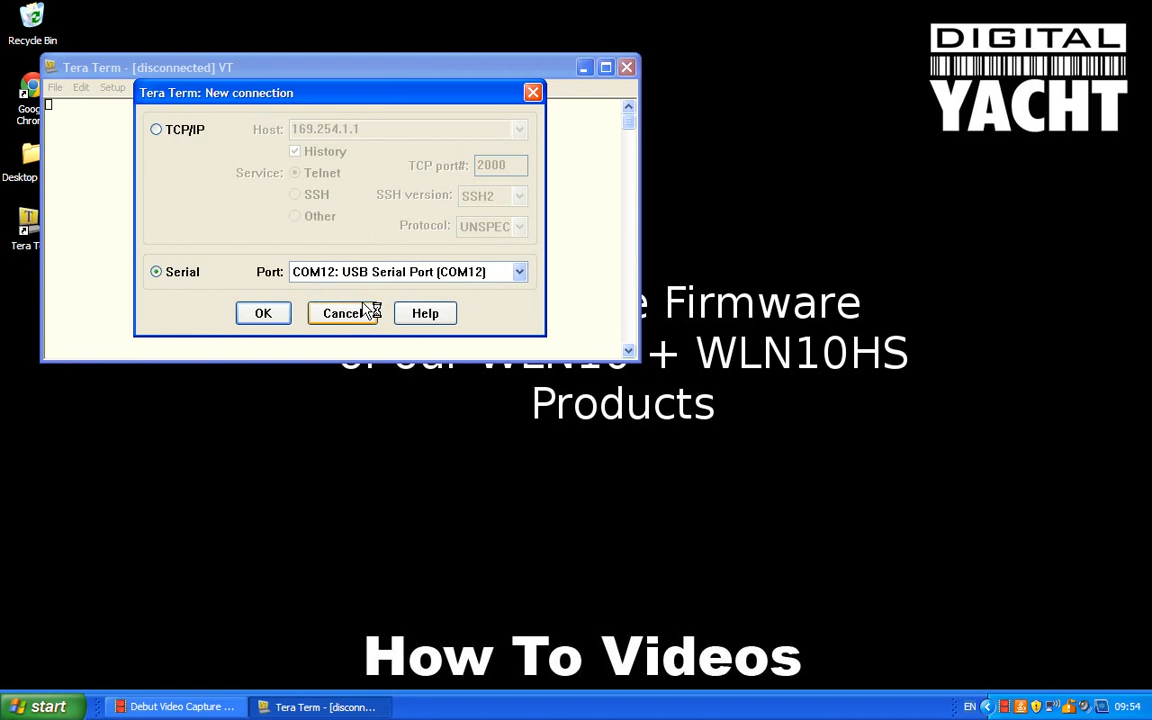 Recycle Bin
Tera Term - [disconnected] VT
File Edit Setup
Tera Term: New connection
TCP/IP
Host: 169.254.1.1
History
Service: Telnet
TCP port#: 2000
SSH
SSH version: SSH2
Other
Protocol: UNSPEC
Serial
Port: COM12: USB Serial Port (COM12)
OK Cancel Help
Desktop
Tera T
DIGITAL
YACHT
Firmware
+ WLN10HS
Products
How To Videos
start
Debut Video Capture ...
Tera Term - [disconn...
EN
09:54